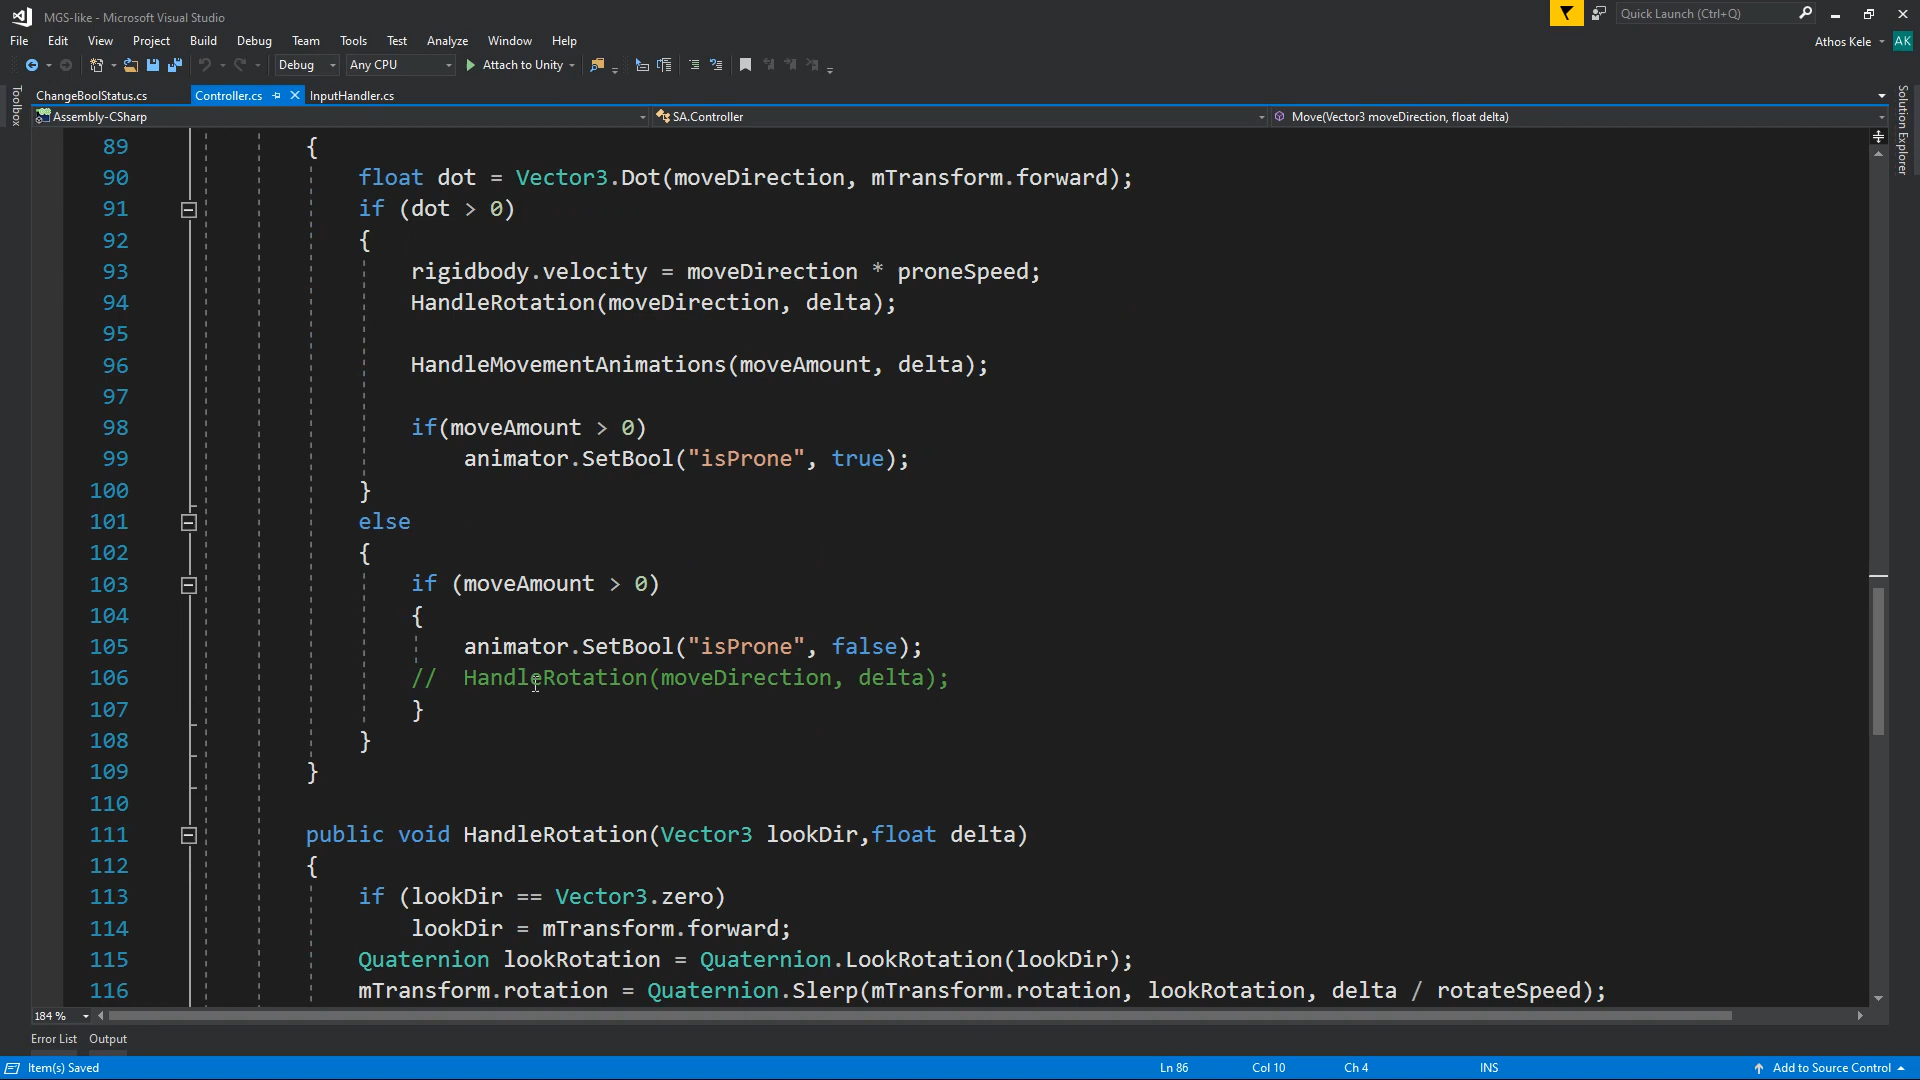 MGS-like - Microsoft Visual Studio
Quick Launch (Ctrl+Q)
File Edit View Project Build Debug Team Tools Test Analyze Window Help
Athos Kele AK
Debug Any CPU Attach to Unity
Toolbox
Solution Explorer
ChangeBoolStatus.cs Controller.cs InputHandler.cs
Assembly-CSharp SA.Controller Move(Vector3 moveDirection, float delta)
89 {
90 float dot = Vector3.Dot(moveDirection, mTransform.forward);
91 if (dot > 0)
92 {
93 rigidbody.velocity = moveDirection * proneSpeed;
94 HandleRotation(moveDirection, delta);
95
96 HandleMovementAnimations(moveAmount, delta);
97
98 if(moveAmount > 0)
99 animator.SetBool("isProne", true);
100 }
101 else
102 {
103 if (moveAmount > 0)
104 {
105 animator.SetBool("isProne", false);
106 // HandleRotation(moveDirection, delta);
107 }
108 }
109 }
110
111 public void HandleRotation(Vector3 lookDir,float delta)
112 {
113 if (lookDir == Vector3.zero)
114 lookDir = mTransform.forward;
115 Quaternion lookRotation = Quaternion.LookRotation(lookDir);
116 mTransform.rotation = Quaternion.Slerp(mTransform.rotation, lookRotation, delta / rotateSpeed);
184 %
Error List Output
Item(s) Saved Ln 86 Col 10 Ch 4 INS Add to Source Control